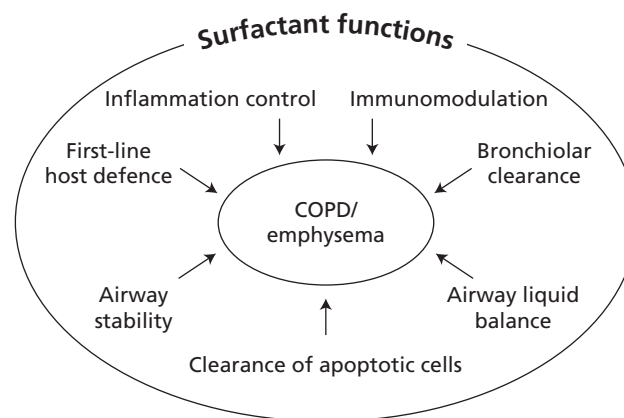 Surfactant functions
Inflammation control
Immunomodulation
First-line
host defence
Bronchiolar
clearance
COPD/
emphysema
Airway
stability
Airway liquid
balance
Clearance of apoptotic cells